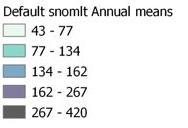 Default snomlt Annual means
43 - 77
77 - 134
134 - 162
162 - 267
267 - 420